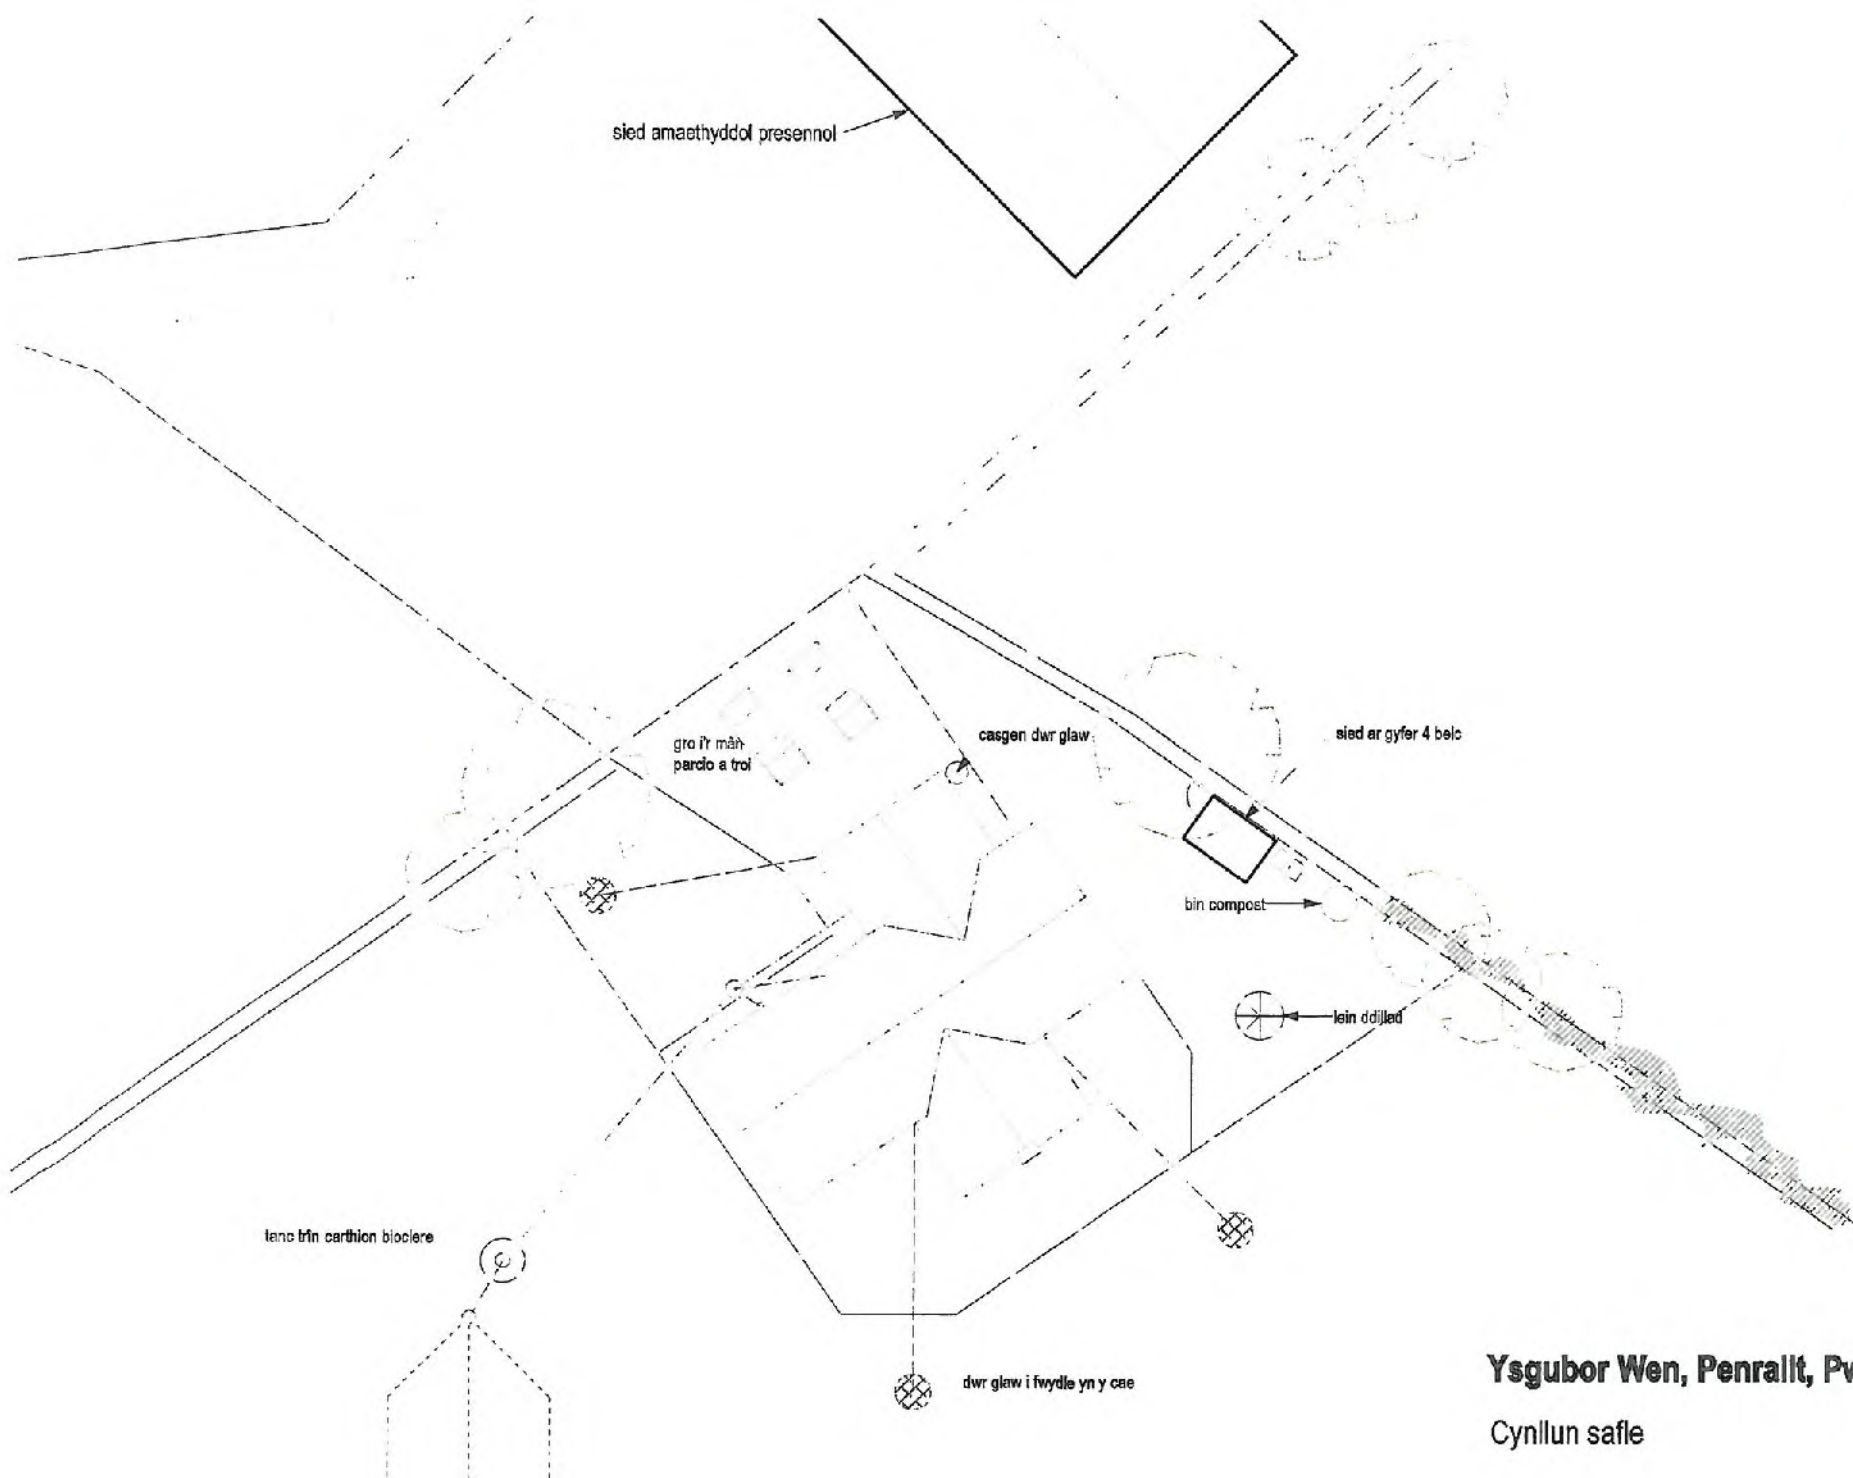 sied amaethyddol presennol
gro i'r mân
parcio a troi
casgen dwr glaw
sied ar gyfer 4 beic
bin compost
lein ddillad
tanc trin carthion bioclere
dwr glaw i fwydle yn y cae
Ysgubor Wen, Penrallt, Pw
Cynllun safle